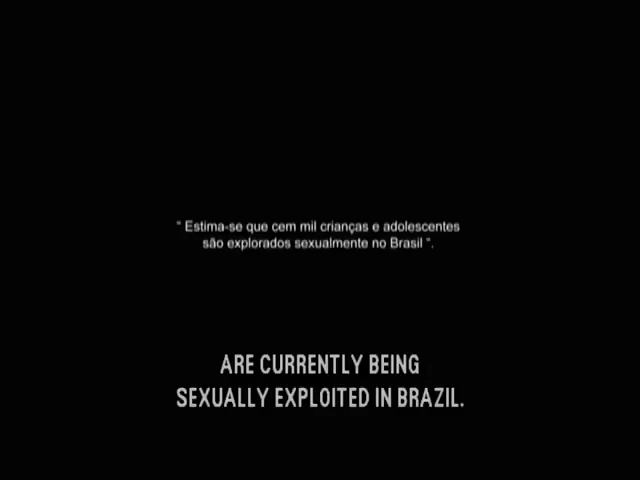 “ Estima-se que cem mil crianças e adolescentes
são explorados sexualmente no Brasil “.
ARE CURRENTLY BEING
SEXUALLY EXPLOITED IN BRAZIL.